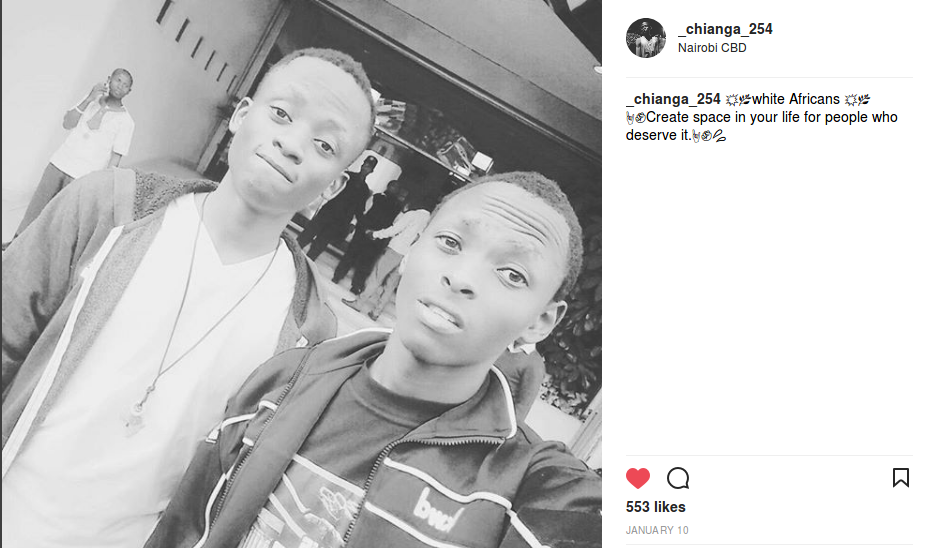 _chianga_254
Nairobi CBD
_chianga_254 💥🌿white Africans 💥🌿
🤘✊Create space in your life for people who
deserve it.🤘✊💪
553 likes
JANUARY 10